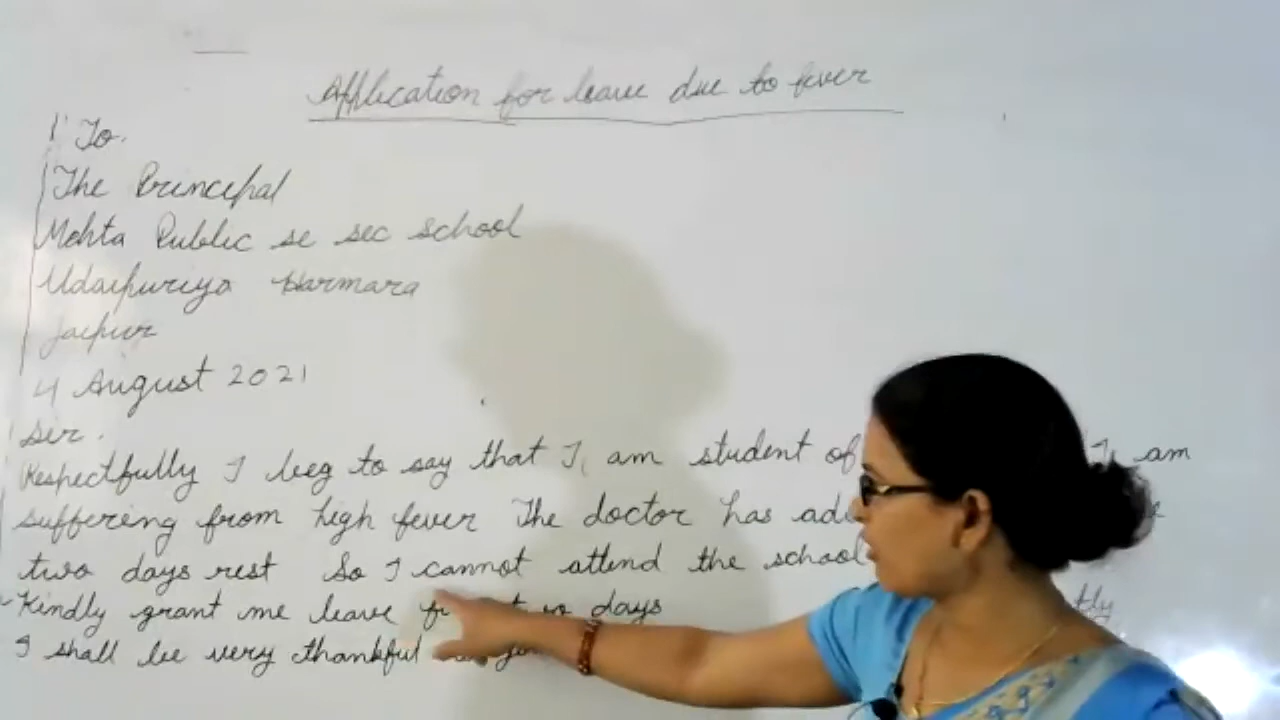 Application for leave due to fever
To.
The Principal
Mehta Public se sec school
Udaipuriya Harmara
Jaipur
4 August 2021
Sir.
Respectfully I beg to say that I, am student of I am
suffering from high fever The doctor has
two days rest So I cannot attend the school
Kindly grant me leave days
I shall be very thankful